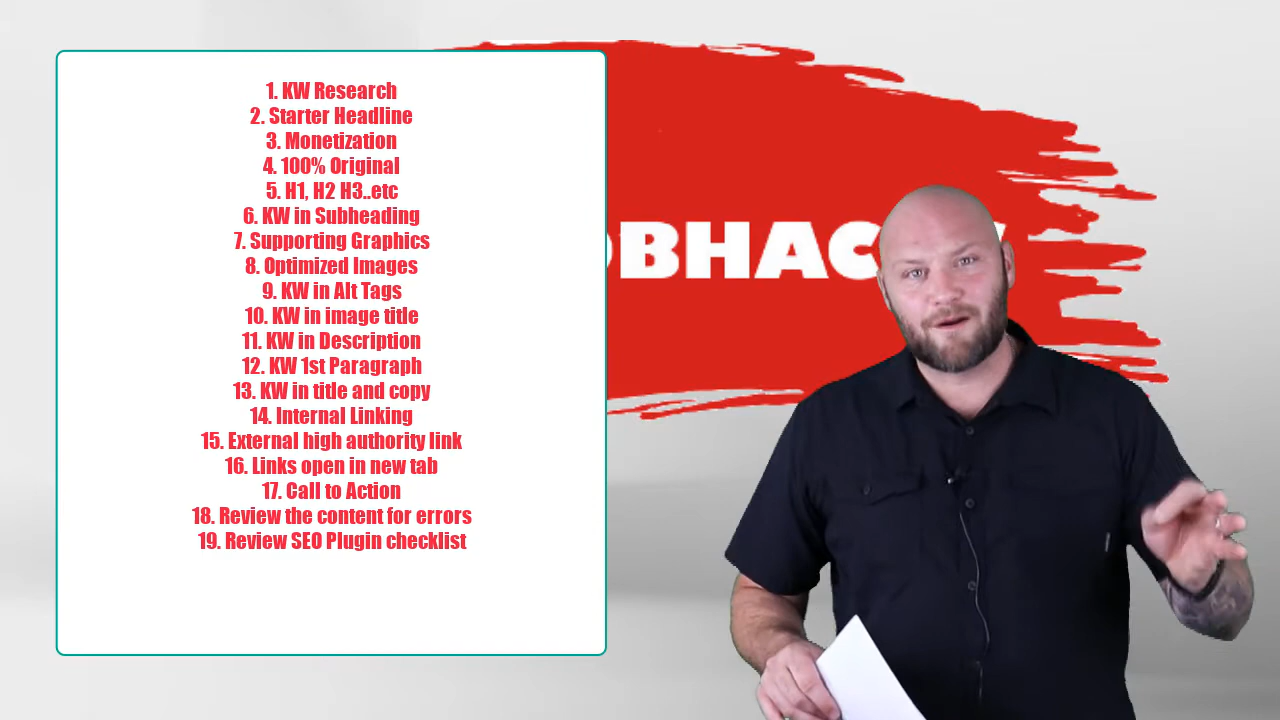 1. KW Research
2. Starter Headline
3. Monetization
4. 100% Original
5. H1, H2 H3..etc
6. KW in Subheading
7. Supporting Graphics
8. Optimized Images
9. KW in Alt Tags
10. KW in image title
11. KW in Description
12. KW 1st Paragraph
13. KW in title and copy
14. Internal Linking
15. External high authority link
16. Links open in new tab
17. Call to Action
18. Review the content for errors
19. Review SEO Plugin checklist